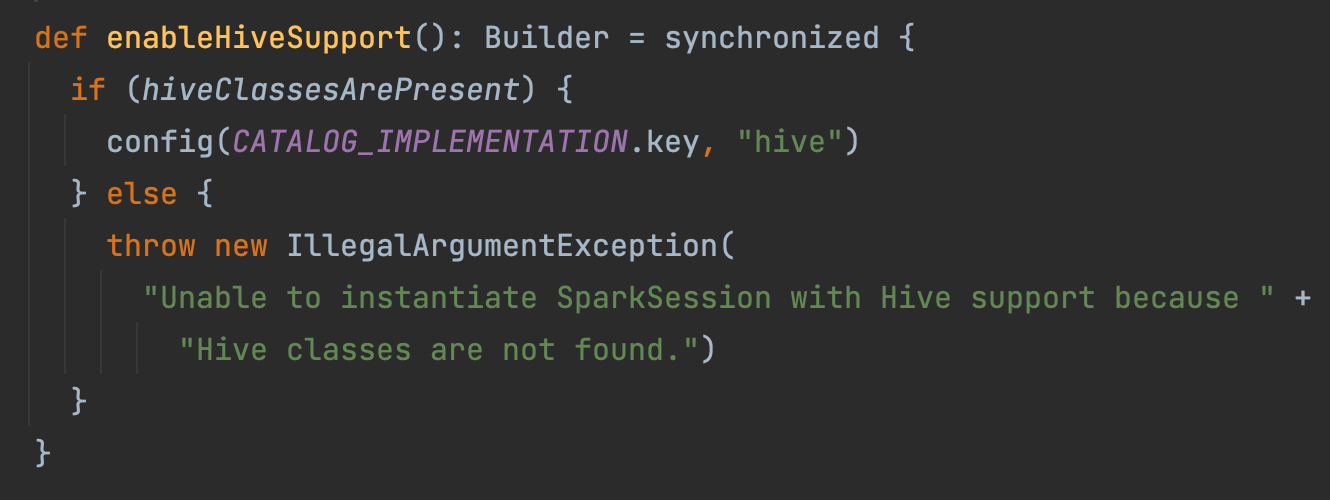 def enableHiveSupport(): Builder = synchronized {
if (hiveClassesArePresent) {
config(CATALOG_IMPLEMENTATION.key, "hive")
} else {
throw new IllegalArgumentException(
"Unable to instantiate SparkSession with Hive support because " +
"Hive classes are not found.")
}
}